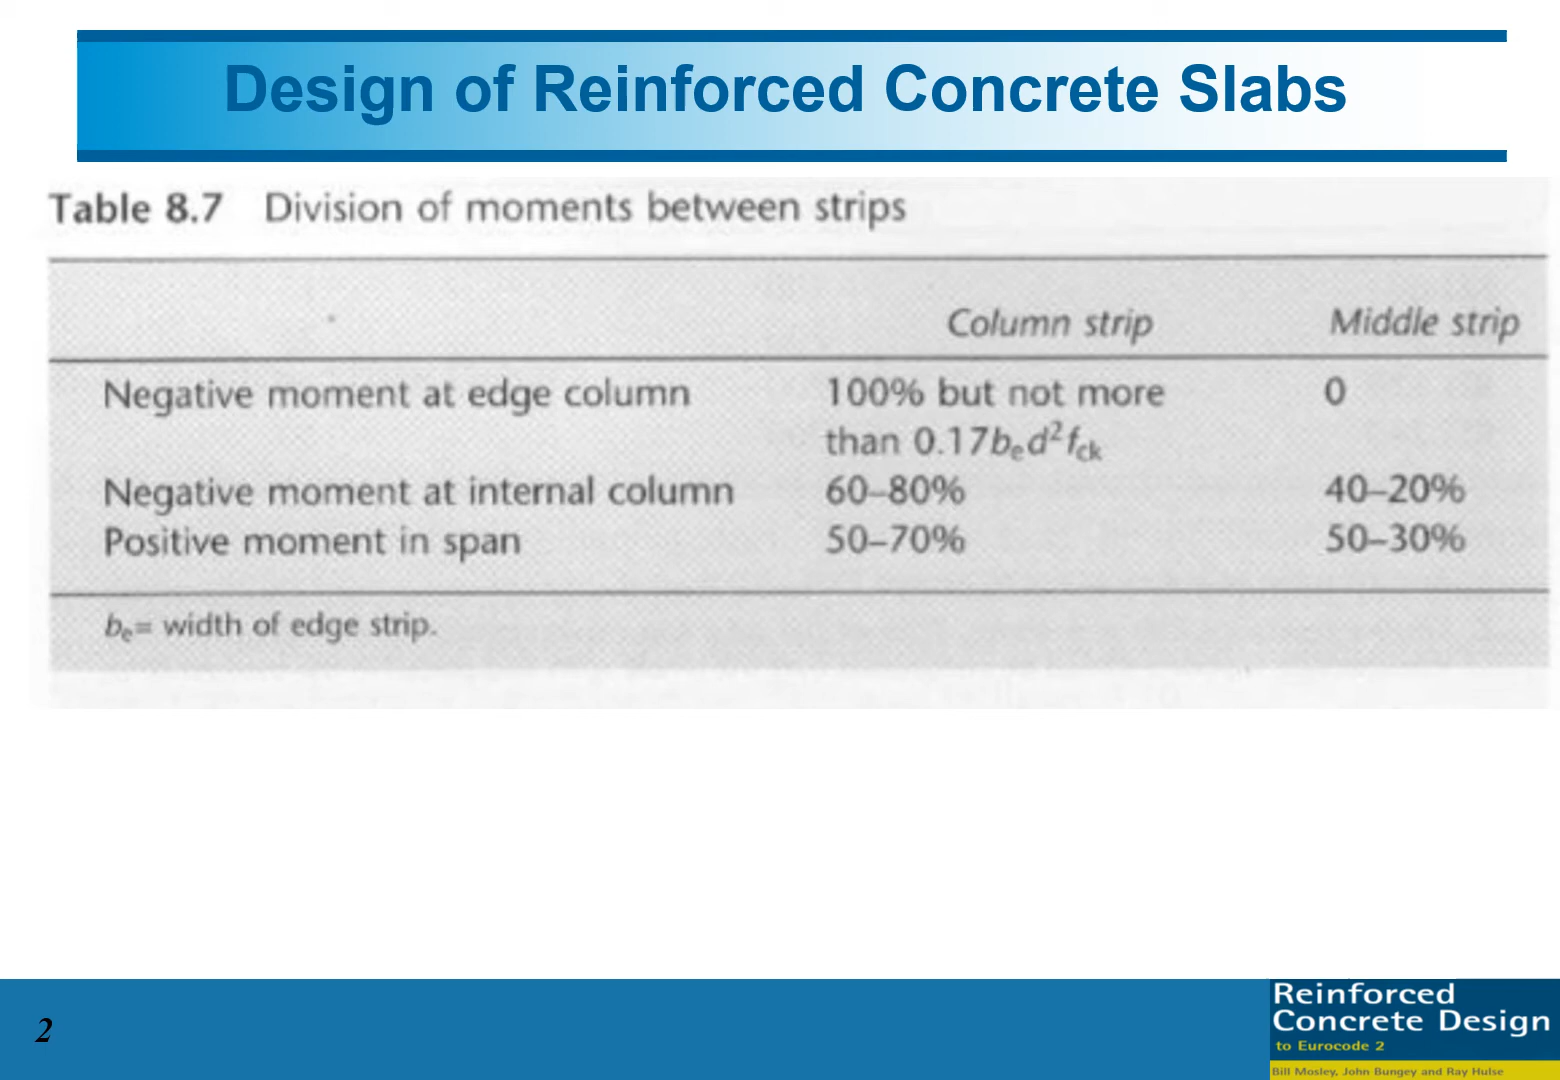 Design of Reinforced Concrete Slabs
Table 8.7 Division of moments between strips
Column strip Middle strip
Negative moment at edge column 100% but not more 0
than 0.17bₑd²f_ck
Negative moment at internal column 60–80% 40–20%
Positive moment in span 50–70% 50–30%
bₑ= width of edge strip.
2
Reinforced
Concrete Design
to Eurocode 2
Bill Mosley, John Bungey and Ray Hulse